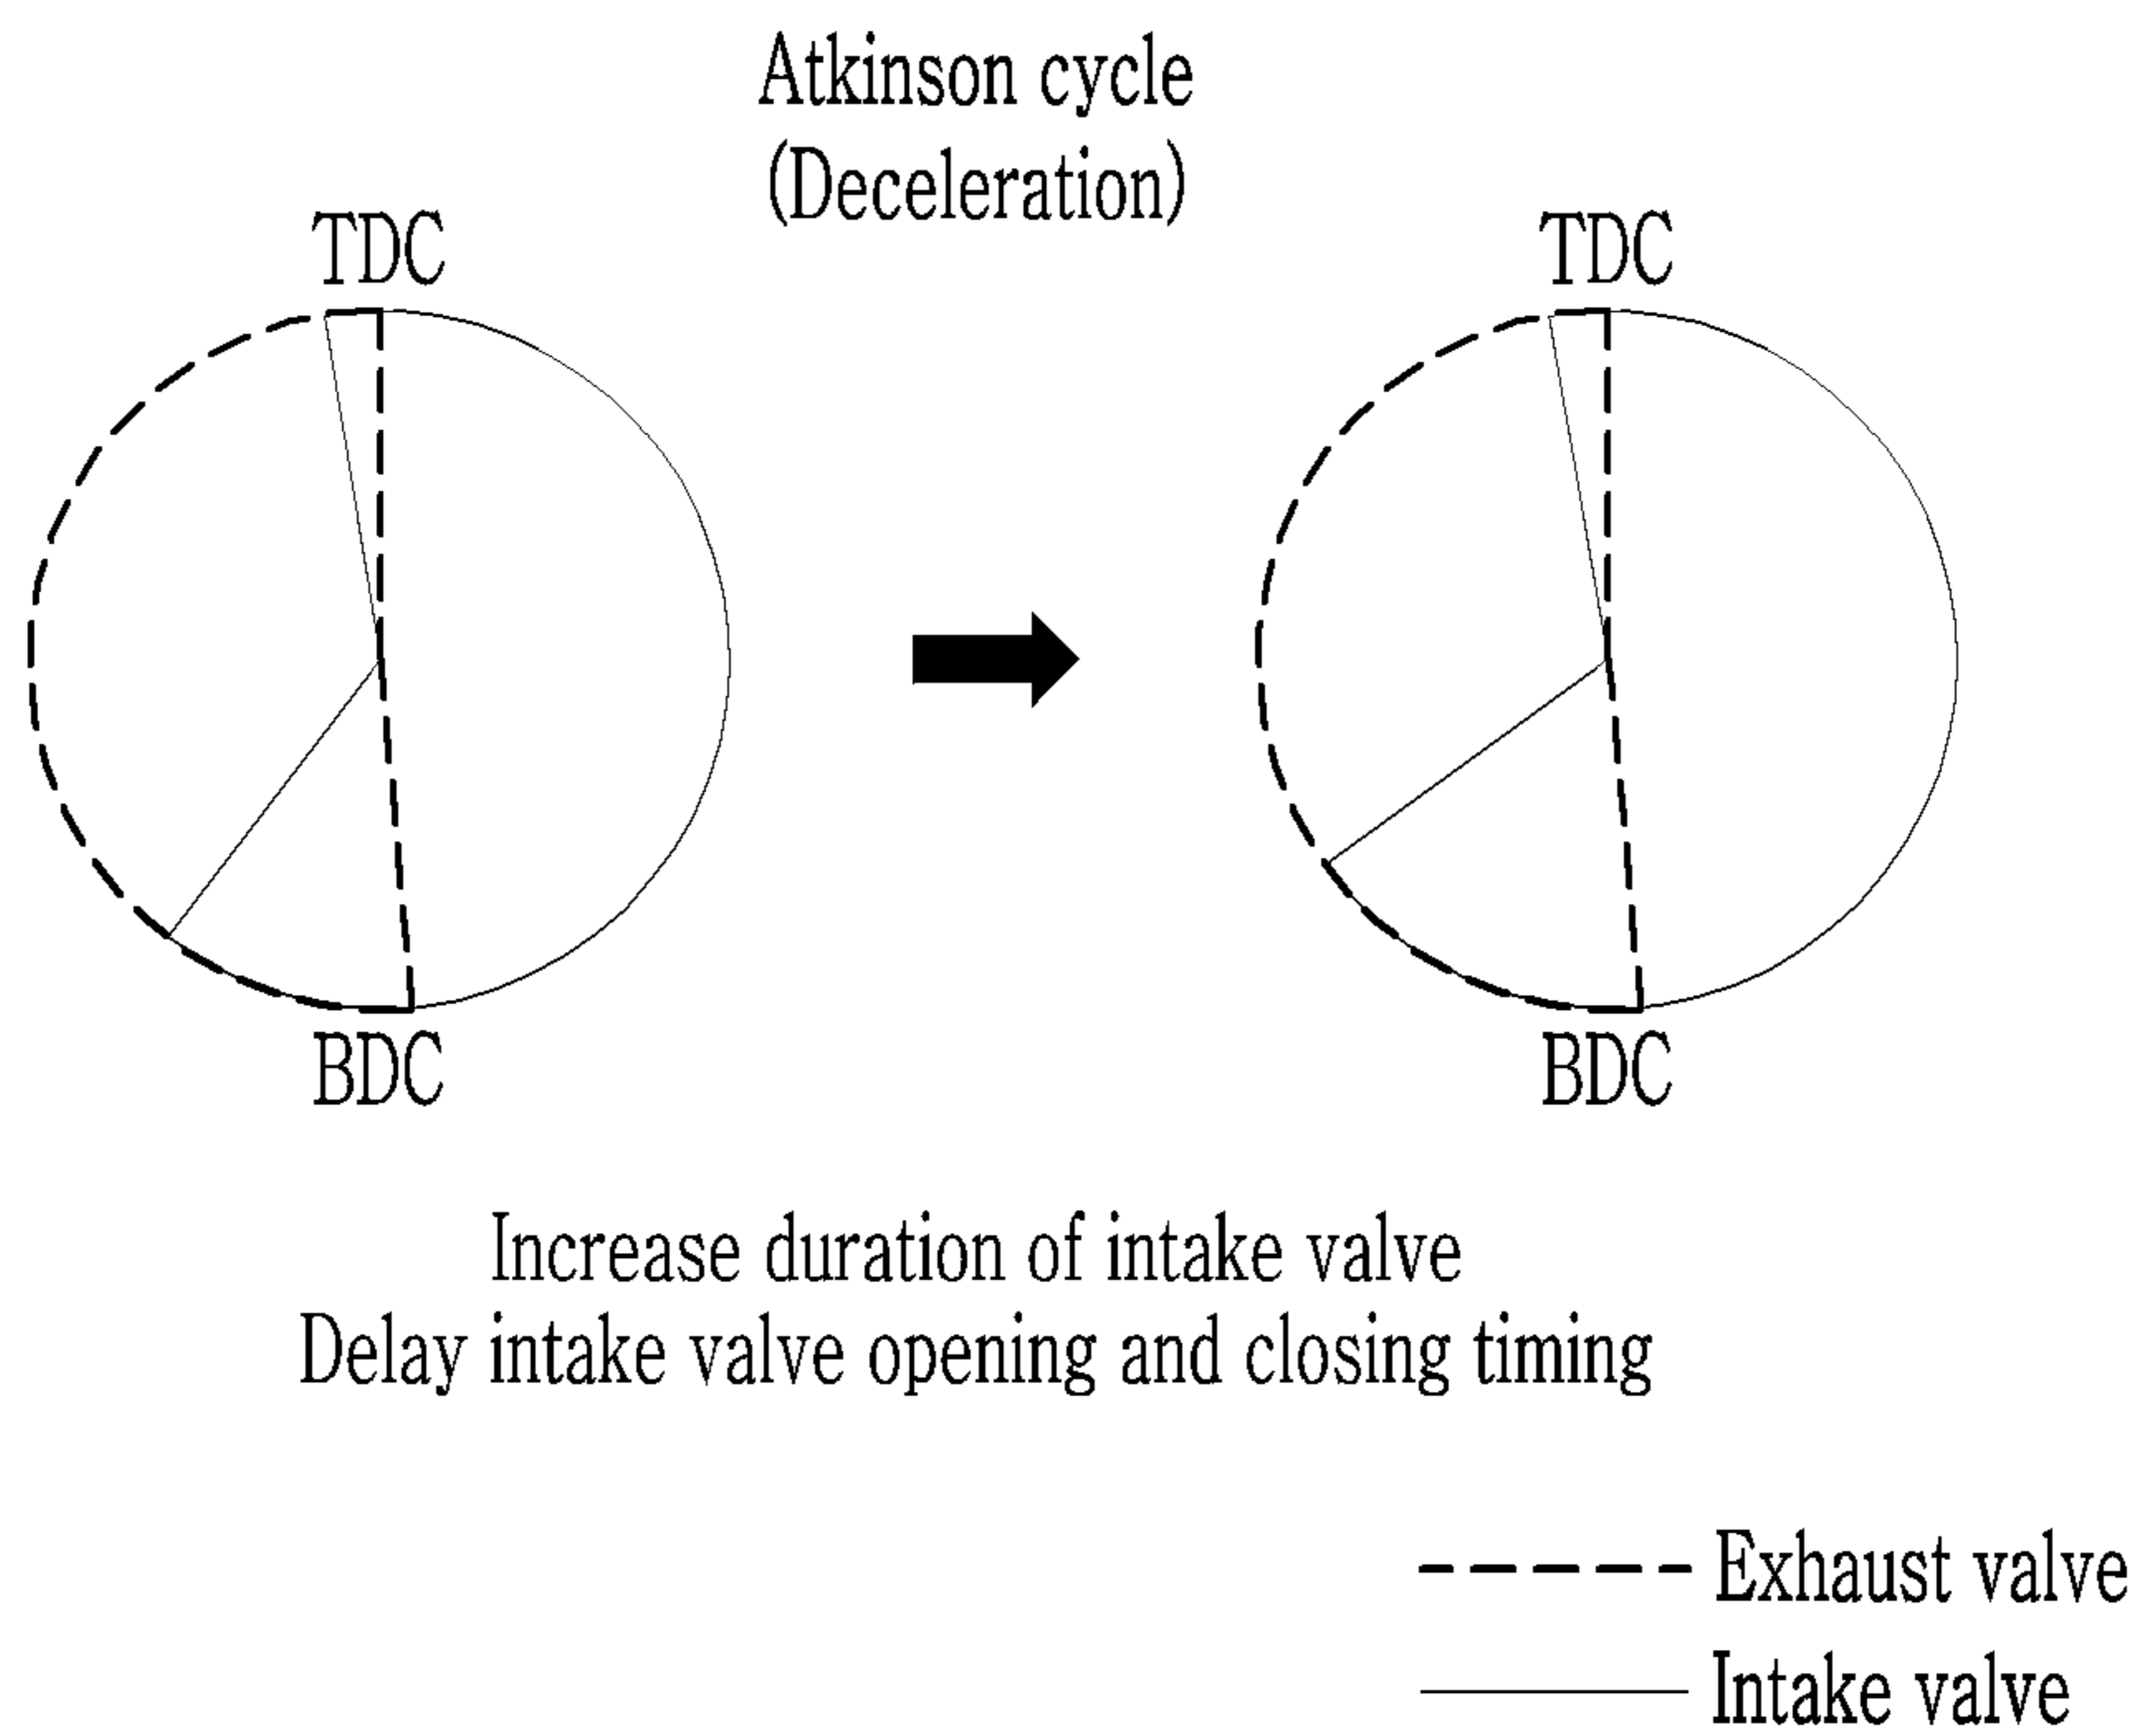 Atkinson cycle
(Deceleration)
TDC
TDC
BDC
BDC
Increase duration of intake valve
Delay intake valve opening and closing timing
Exhaust valve
Intake valve